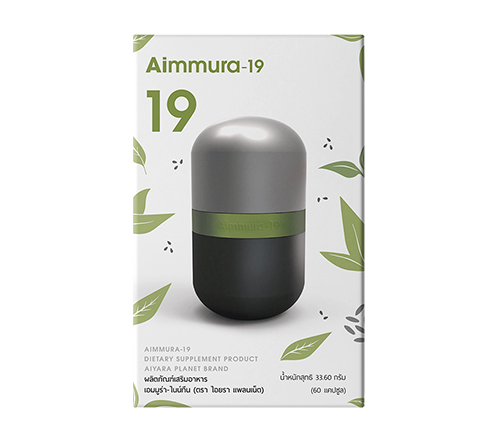 Aimmura-19
19
Aimmura-19
AIMMURA-19
DIETARY SUPPLEMENT PRODUCT
AIYARA PLANET BRAND
ผลิตภัณฑ์เสริมอาหาร
เอมมูร่า-ไนน์ทีน (ตรา ไอยรา แพลนเน็ต)
น้ำหนักสุทธิ 33.60 กรัม
(60 แคปซูล)